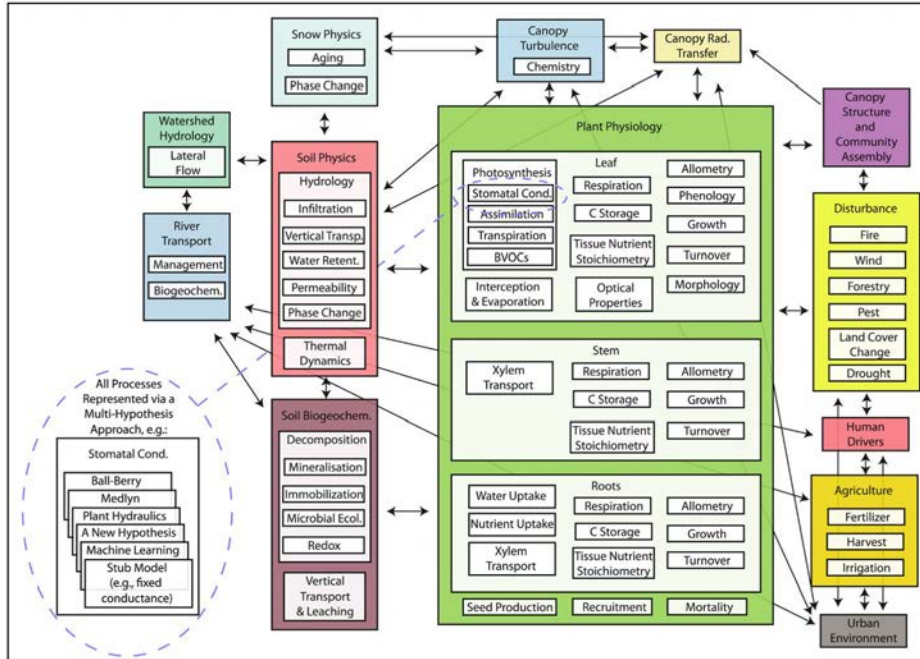 Snow Physics
Aging
Phase Change
Canopy
Turbulence
Chemistry
Canopy Rad.
Transfer
Watershed
Hydrology
Lateral
Flow
River
Transport
Management
Biogeochem.
Soil Physics
Hydrology
Infiltration
Vertical Transp.
Water Retent.
Permeability
Phase Change
Thermal
Dynamics
Soil Biogeochem.
Decomposition
Mineralisation
Immobilization
Microbial Ecol.
Redox
Vertical
Transport
& Leaching
Plant Physiology
Leaf
Photosynthesis
Stomatal Cond.
Assimilation
Transpiration
BVOCs
Interception
& Evaporation
Respiration
C Storage
Tissue Nutrient
Stoichiometry
Optical
Properties
Allometry
Phenology
Growth
Turnover
Morphology
Stem
Xylem
Transport
Respiration
C Storage
Tissue Nutrient
Stoichiometry
Allometry
Growth
Turnover
Roots
Water Uptake
Nutrient Uptake
Xylem
Transport
Respiration
C Storage
Tissue Nutrient
Stoichiometry
Allometry
Growth
Turnover
Seed Production
Recruitment
Mortality
Canopy
Structure
and
Community
Assembly
Disturbance
Fire
Wind
Forestry
Pest
Land Cover
Change
Drought
Human
Drivers
Agriculture
Fertilizer
Harvest
Irrigation
Urban
Environment
All Processes
Represented via a
Multi-Hypothesis
Approach, e.g.:
Stomatal Cond.
Ball-Berry
Medlyn
Plant Hydraulics
A New Hypothesis
Machine Learning
Stub Model
(e.g., fixed
conductance)